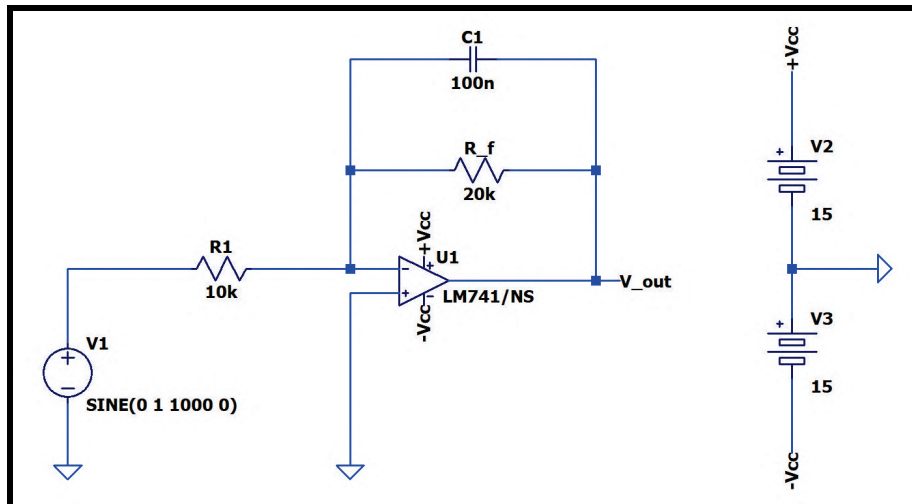 C1
100n
R_f
20k
R1
10k
+Vcc
U1
LM741/NS
-Vcc
V_out
V1
SINE(0 1 1000 0)
+Vcc
V2
15
V3
15
-Vcc